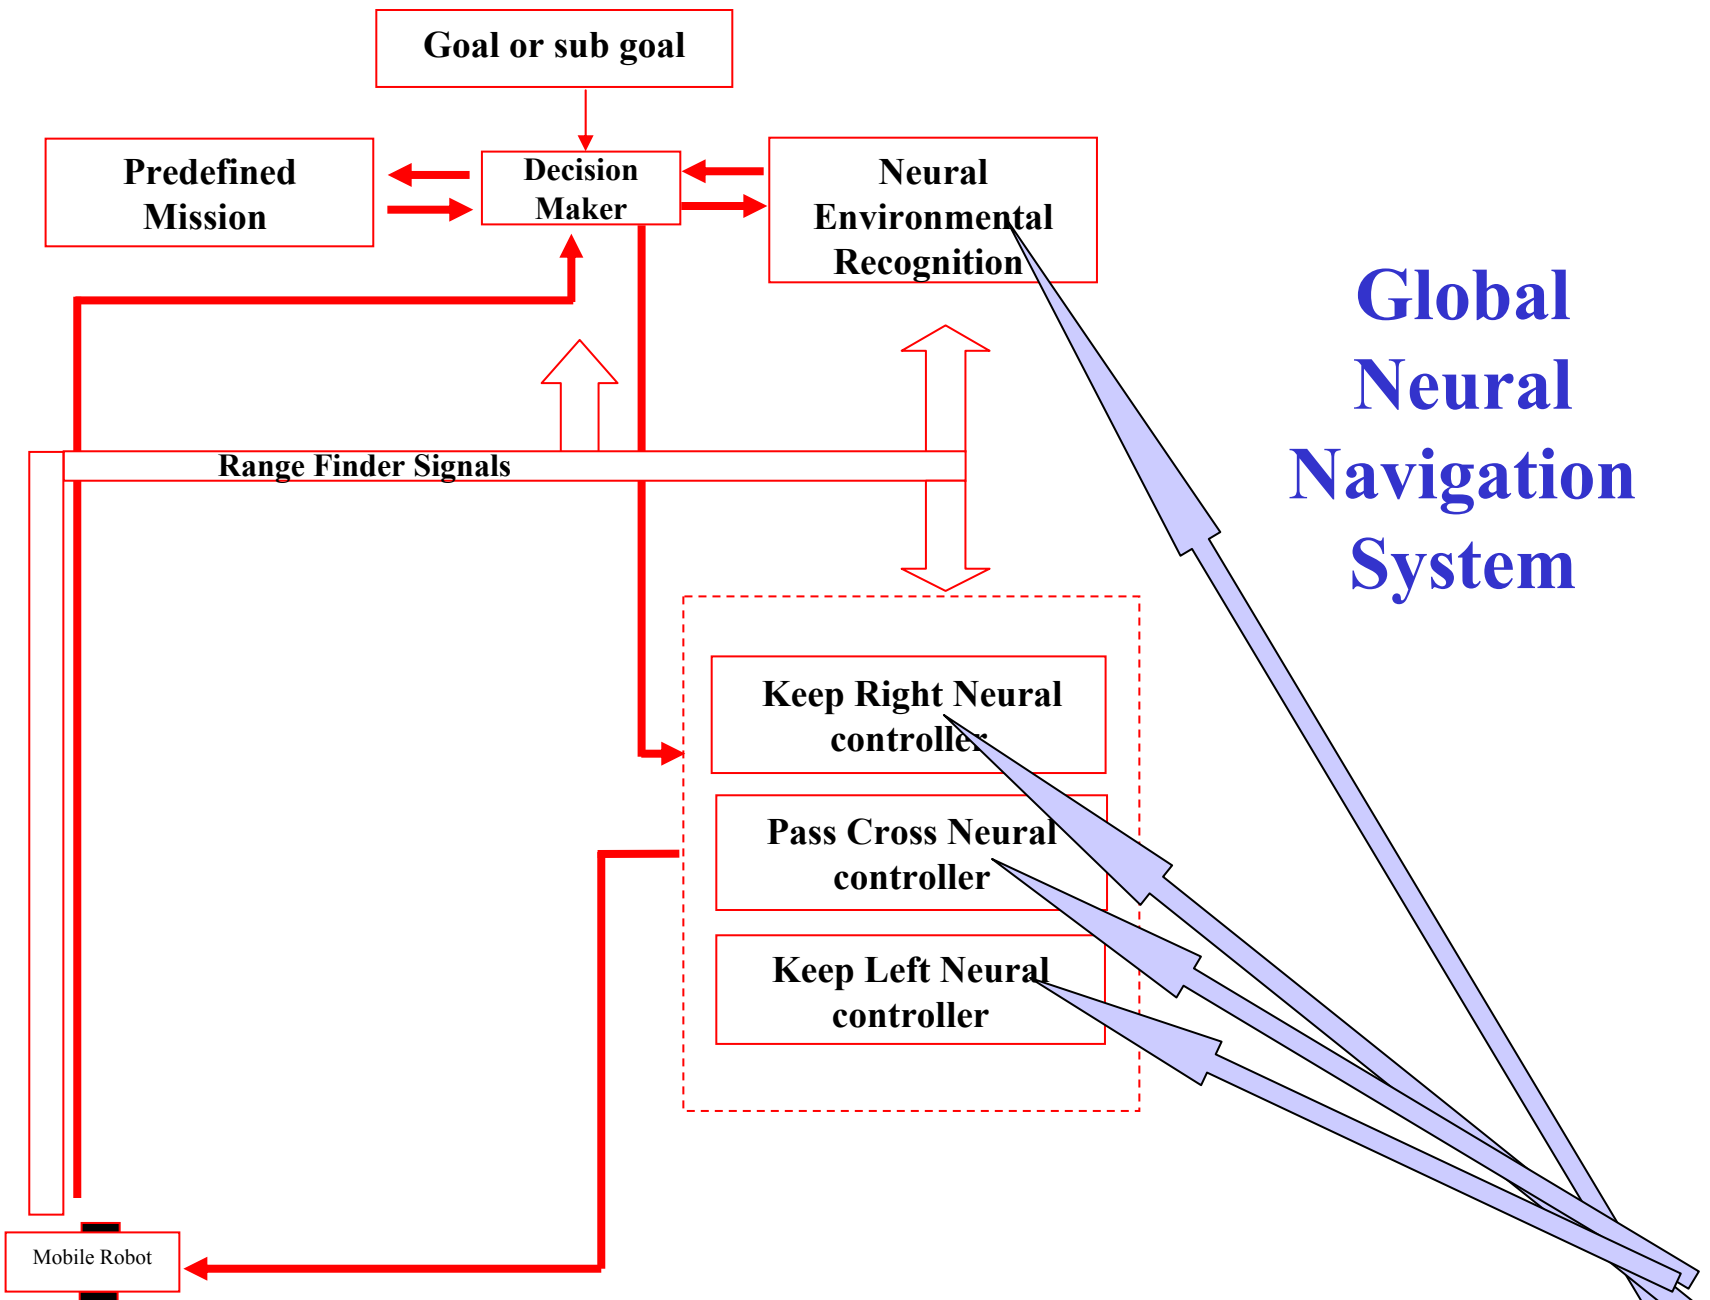 Goal or sub goal
Predefined
Mission
Decision
Maker
Neural
Environmental
Recognition
Global
Neural
Navigation
System
Range Finder Signals
Keep Right Neural
controller
Pass Cross Neural
controller
Keep Left Neural
controller
Mobile Robot